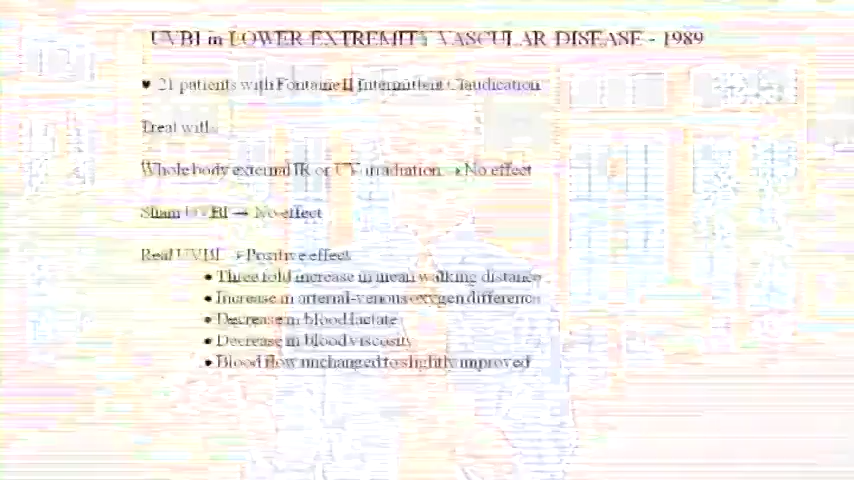 UVBI in LOWER EXTREMITY VASCULAR DISEASE - 1989
♥ 21 patients with Fontaine II Intermittent Claudication
Treat with
Whole body external IR or UV irradiation → No effect
Sham UVBI → No effect
Real UVBI → Positive effect
• Three fold increase in mean walking distance
• Increase in arterial-venous oxygen difference
• Decrease in blood lactate
• Decrease in blood viscosity
• Blood flow unchanged to slightly improved